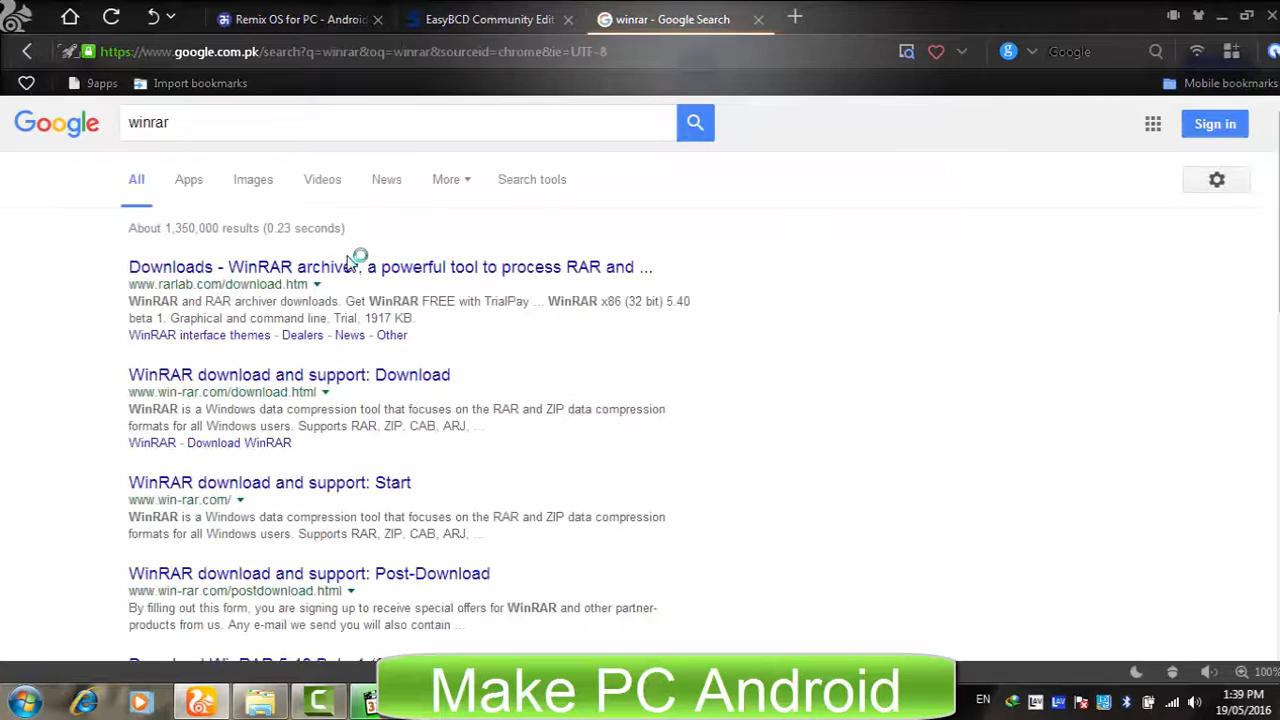 Remix OS for PC - Android
EasyBCD Community Edit
winrar - Google Search
https://www.google.com.pk/search?q=winrar&oq=winrar&sourceid=chrome&ie=UTF-8
Google
9apps
Import bookmarks
Mobile bookmarks
Google
winrar
Sign in
All
Apps
Images
Videos
News
More
Search tools
About 1,350,000 results (0.23 seconds)
Downloads - WinRAR archiver, a powerful tool to process RAR and ...
www.rarlab.com/download.htm
WinRAR and RAR archiver downloads. Get WinRAR FREE with TrialPay ... WinRAR x86 (32 bit) 5.40
beta 1. Graphical and command line, Trial, 1917 KB.
WinRAR interface themes - Dealers - News - Other
WinRAR download and support: Download
www.win-rar.com/download.html
WinRAR is a Windows data compression tool that focuses on the RAR and ZIP data compression
formats for all Windows users. Supports RAR, ZIP, CAB, ARJ, ...
WinRAR - Download WinRAR
WinRAR download and support: Start
www.win-rar.com/
WinRAR is a Windows data compression tool that focuses on the RAR and ZIP data compression
formats for all Windows users. Supports RAR, ZIP, CAB, ARJ, ...
WinRAR download and support: Post-Download
www.win-rar.com/postdownload.html
By filling out this form, you are signing up to receive special offers for WinRAR and other partner-
products from us. Any e-mail we send you will also contain ...
100%
Make PC Android
EN
1:39 PM
19/05/2016